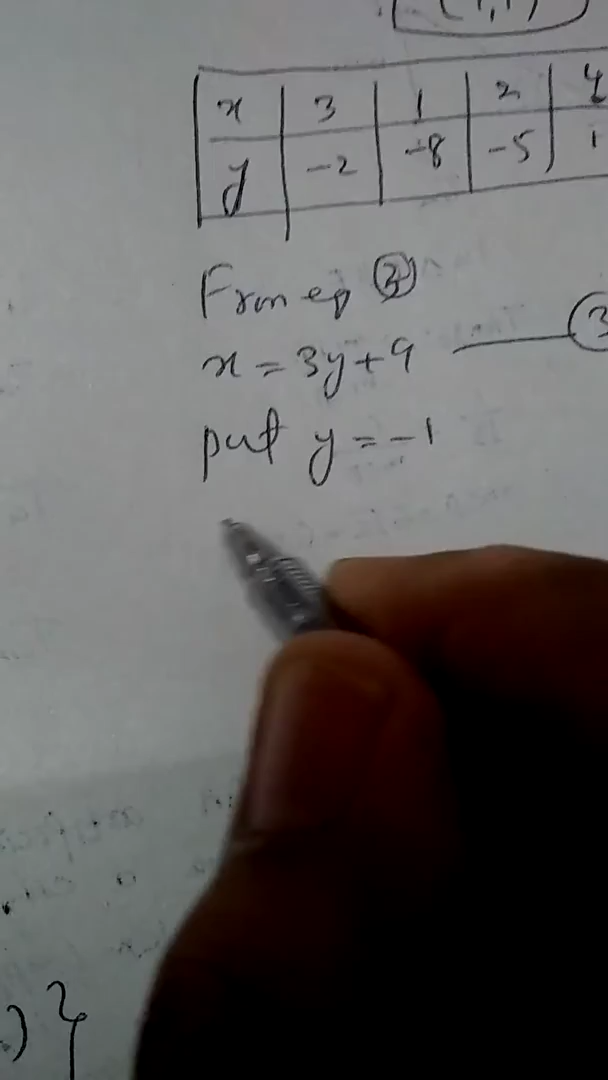 x 3 1 2 4
y -2 -8 -5 1
From eq ③
x = 3y + 9 — ③
put y = -1